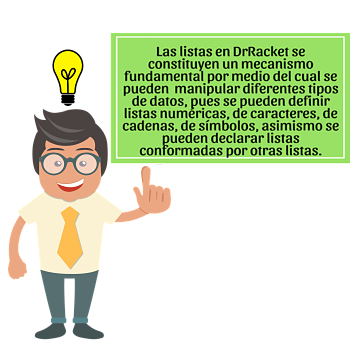 Las listas en DrRacket se
constituyen un mecanismo
fundamental por medio del cual se
pueden manipular diferentes tipos
de datos, pues se pueden definir
listas numéricas, de caracteres, de
cadenas, de símbolos, asimismo se
pueden declarar listas
conformadas por otras listas.